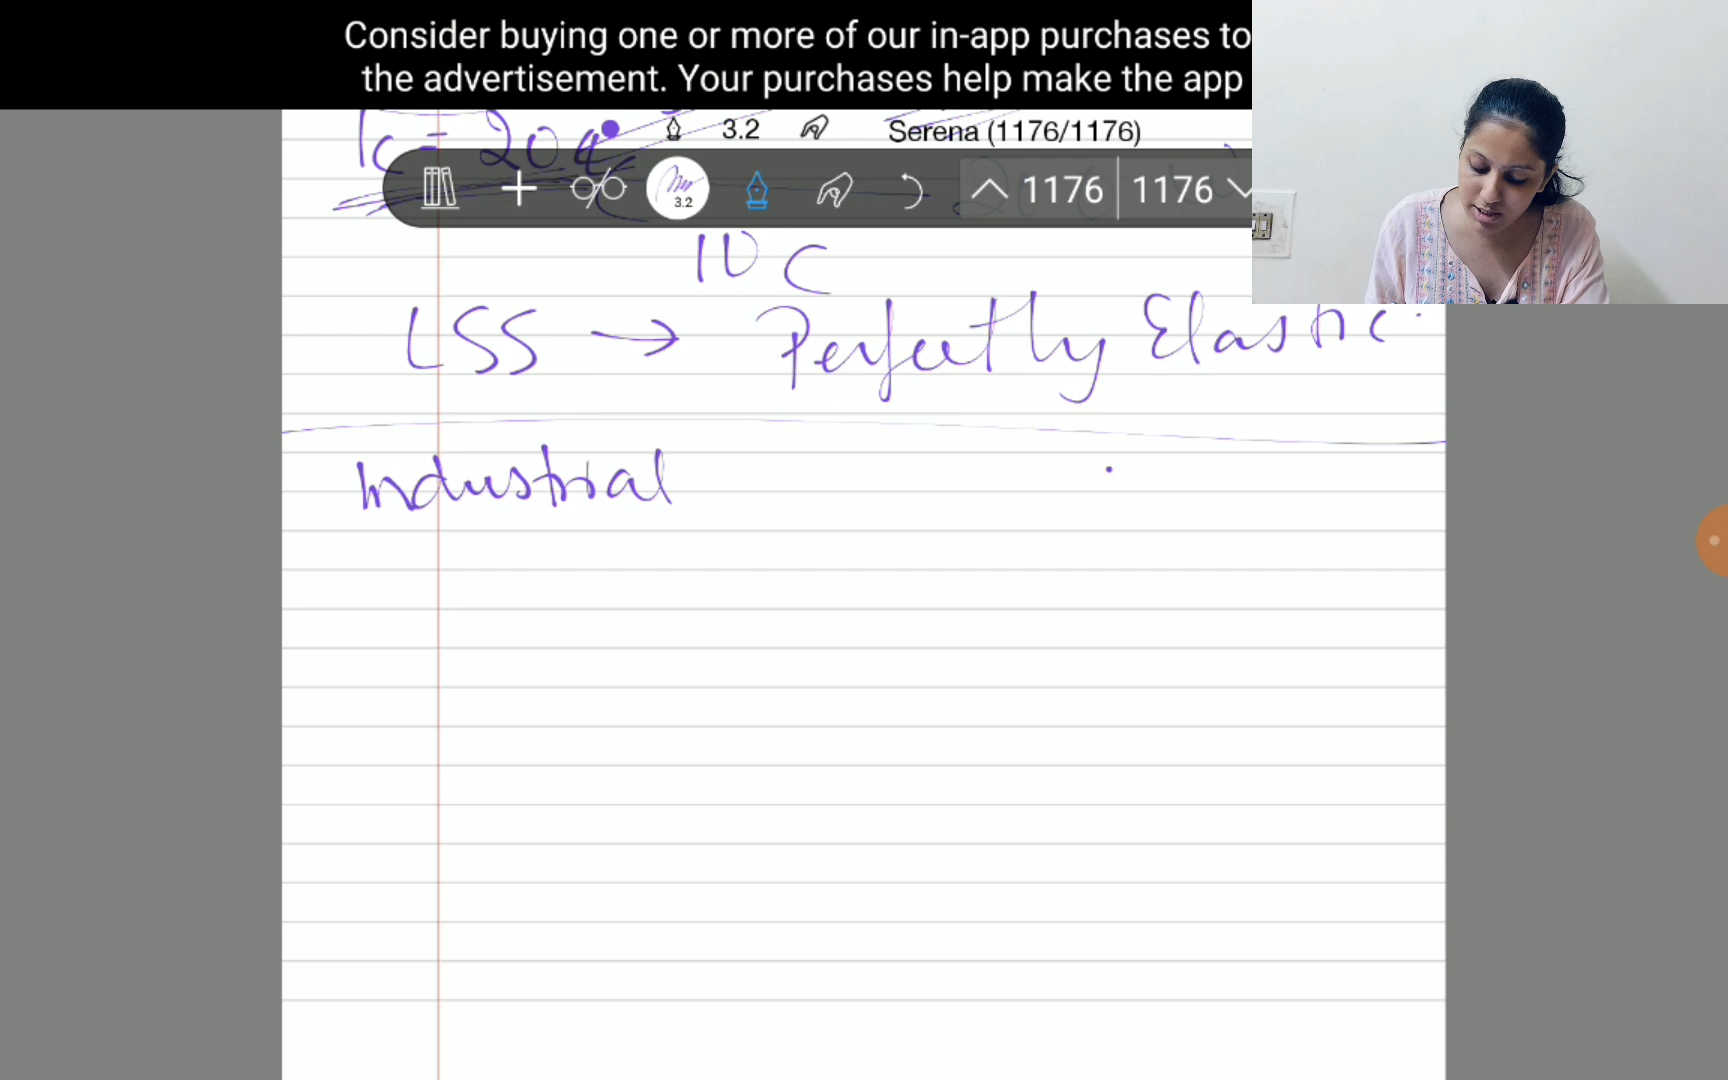 Consider buying one or more of our in-app purchases to
the advertisement. Your purchases help make the app
3.2 Serena (1176/1176)
3.2 1176 1176
LSS → Perfectly Elastic
Industrial